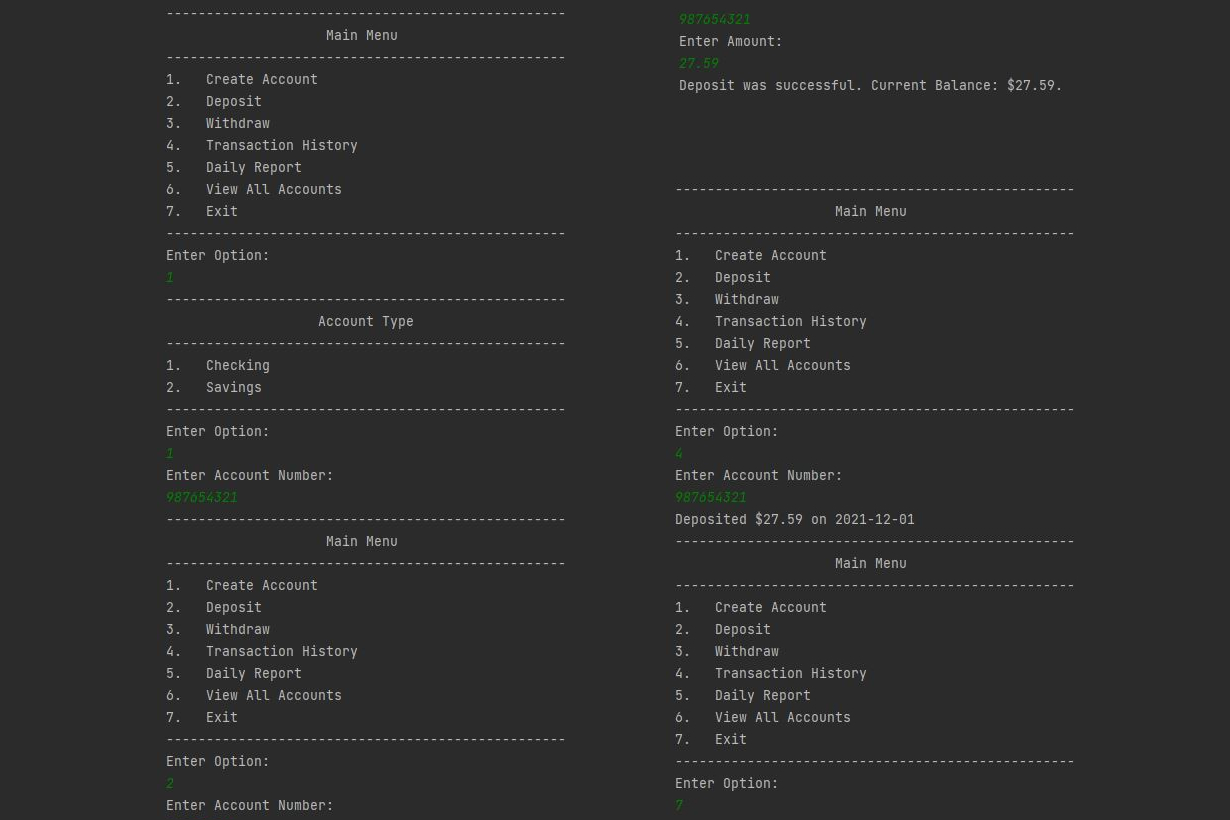 --------------------------------------------------
Main Menu
--------------------------------------------------
1.   Create Account
2.   Deposit
3.   Withdraw
4.   Transaction History
5.   Daily Report
6.   View All Accounts
7.   Exit
--------------------------------------------------
Enter Option:
1
--------------------------------------------------
Account Type
--------------------------------------------------
1.   Checking
2.   Savings
--------------------------------------------------
Enter Option:
1
Enter Account Number:
987654321
--------------------------------------------------
Main Menu
--------------------------------------------------
1.   Create Account
2.   Deposit
3.   Withdraw
4.   Transaction History
5.   Daily Report
6.   View All Accounts
7.   Exit
--------------------------------------------------
Enter Option:
2
Enter Account Number:
987654321
Enter Amount:
27.59
Deposit was successful. Current Balance: $27.59.
--------------------------------------------------
Main Menu
--------------------------------------------------
1.   Create Account
2.   Deposit
3.   Withdraw
4.   Transaction History
5.   Daily Report
6.   View All Accounts
7.   Exit
--------------------------------------------------
Enter Option:
4
Enter Account Number:
987654321
Deposited $27.59 on 2021-12-01
--------------------------------------------------
Main Menu
--------------------------------------------------
1.   Create Account
2.   Deposit
3.   Withdraw
4.   Transaction History
5.   Daily Report
6.   View All Accounts
7.   Exit
--------------------------------------------------
Enter Option:
7